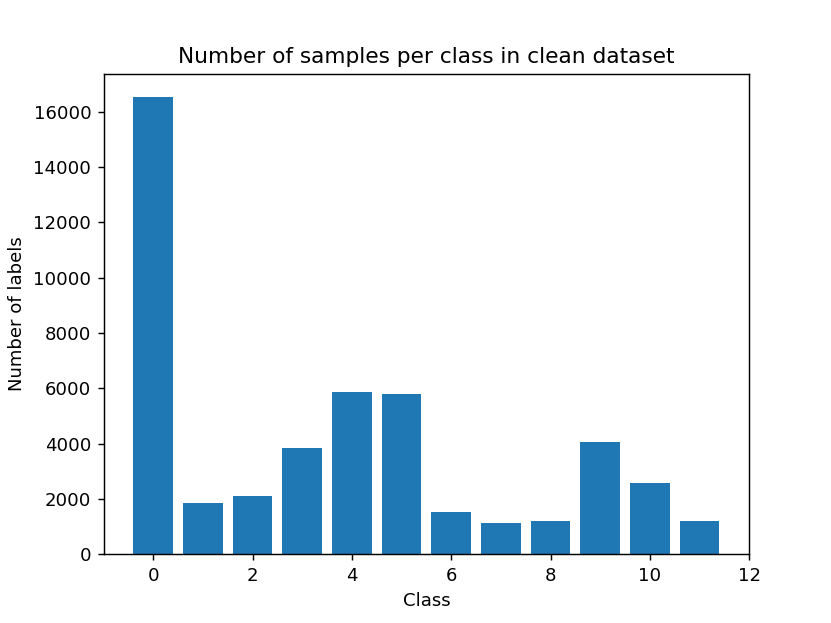 Number of samples per class in clean dataset
16000
14000
12000
10000
8000
6000
4000
2000
0
Number of labels
0 2 4 6 8 10 12
Class